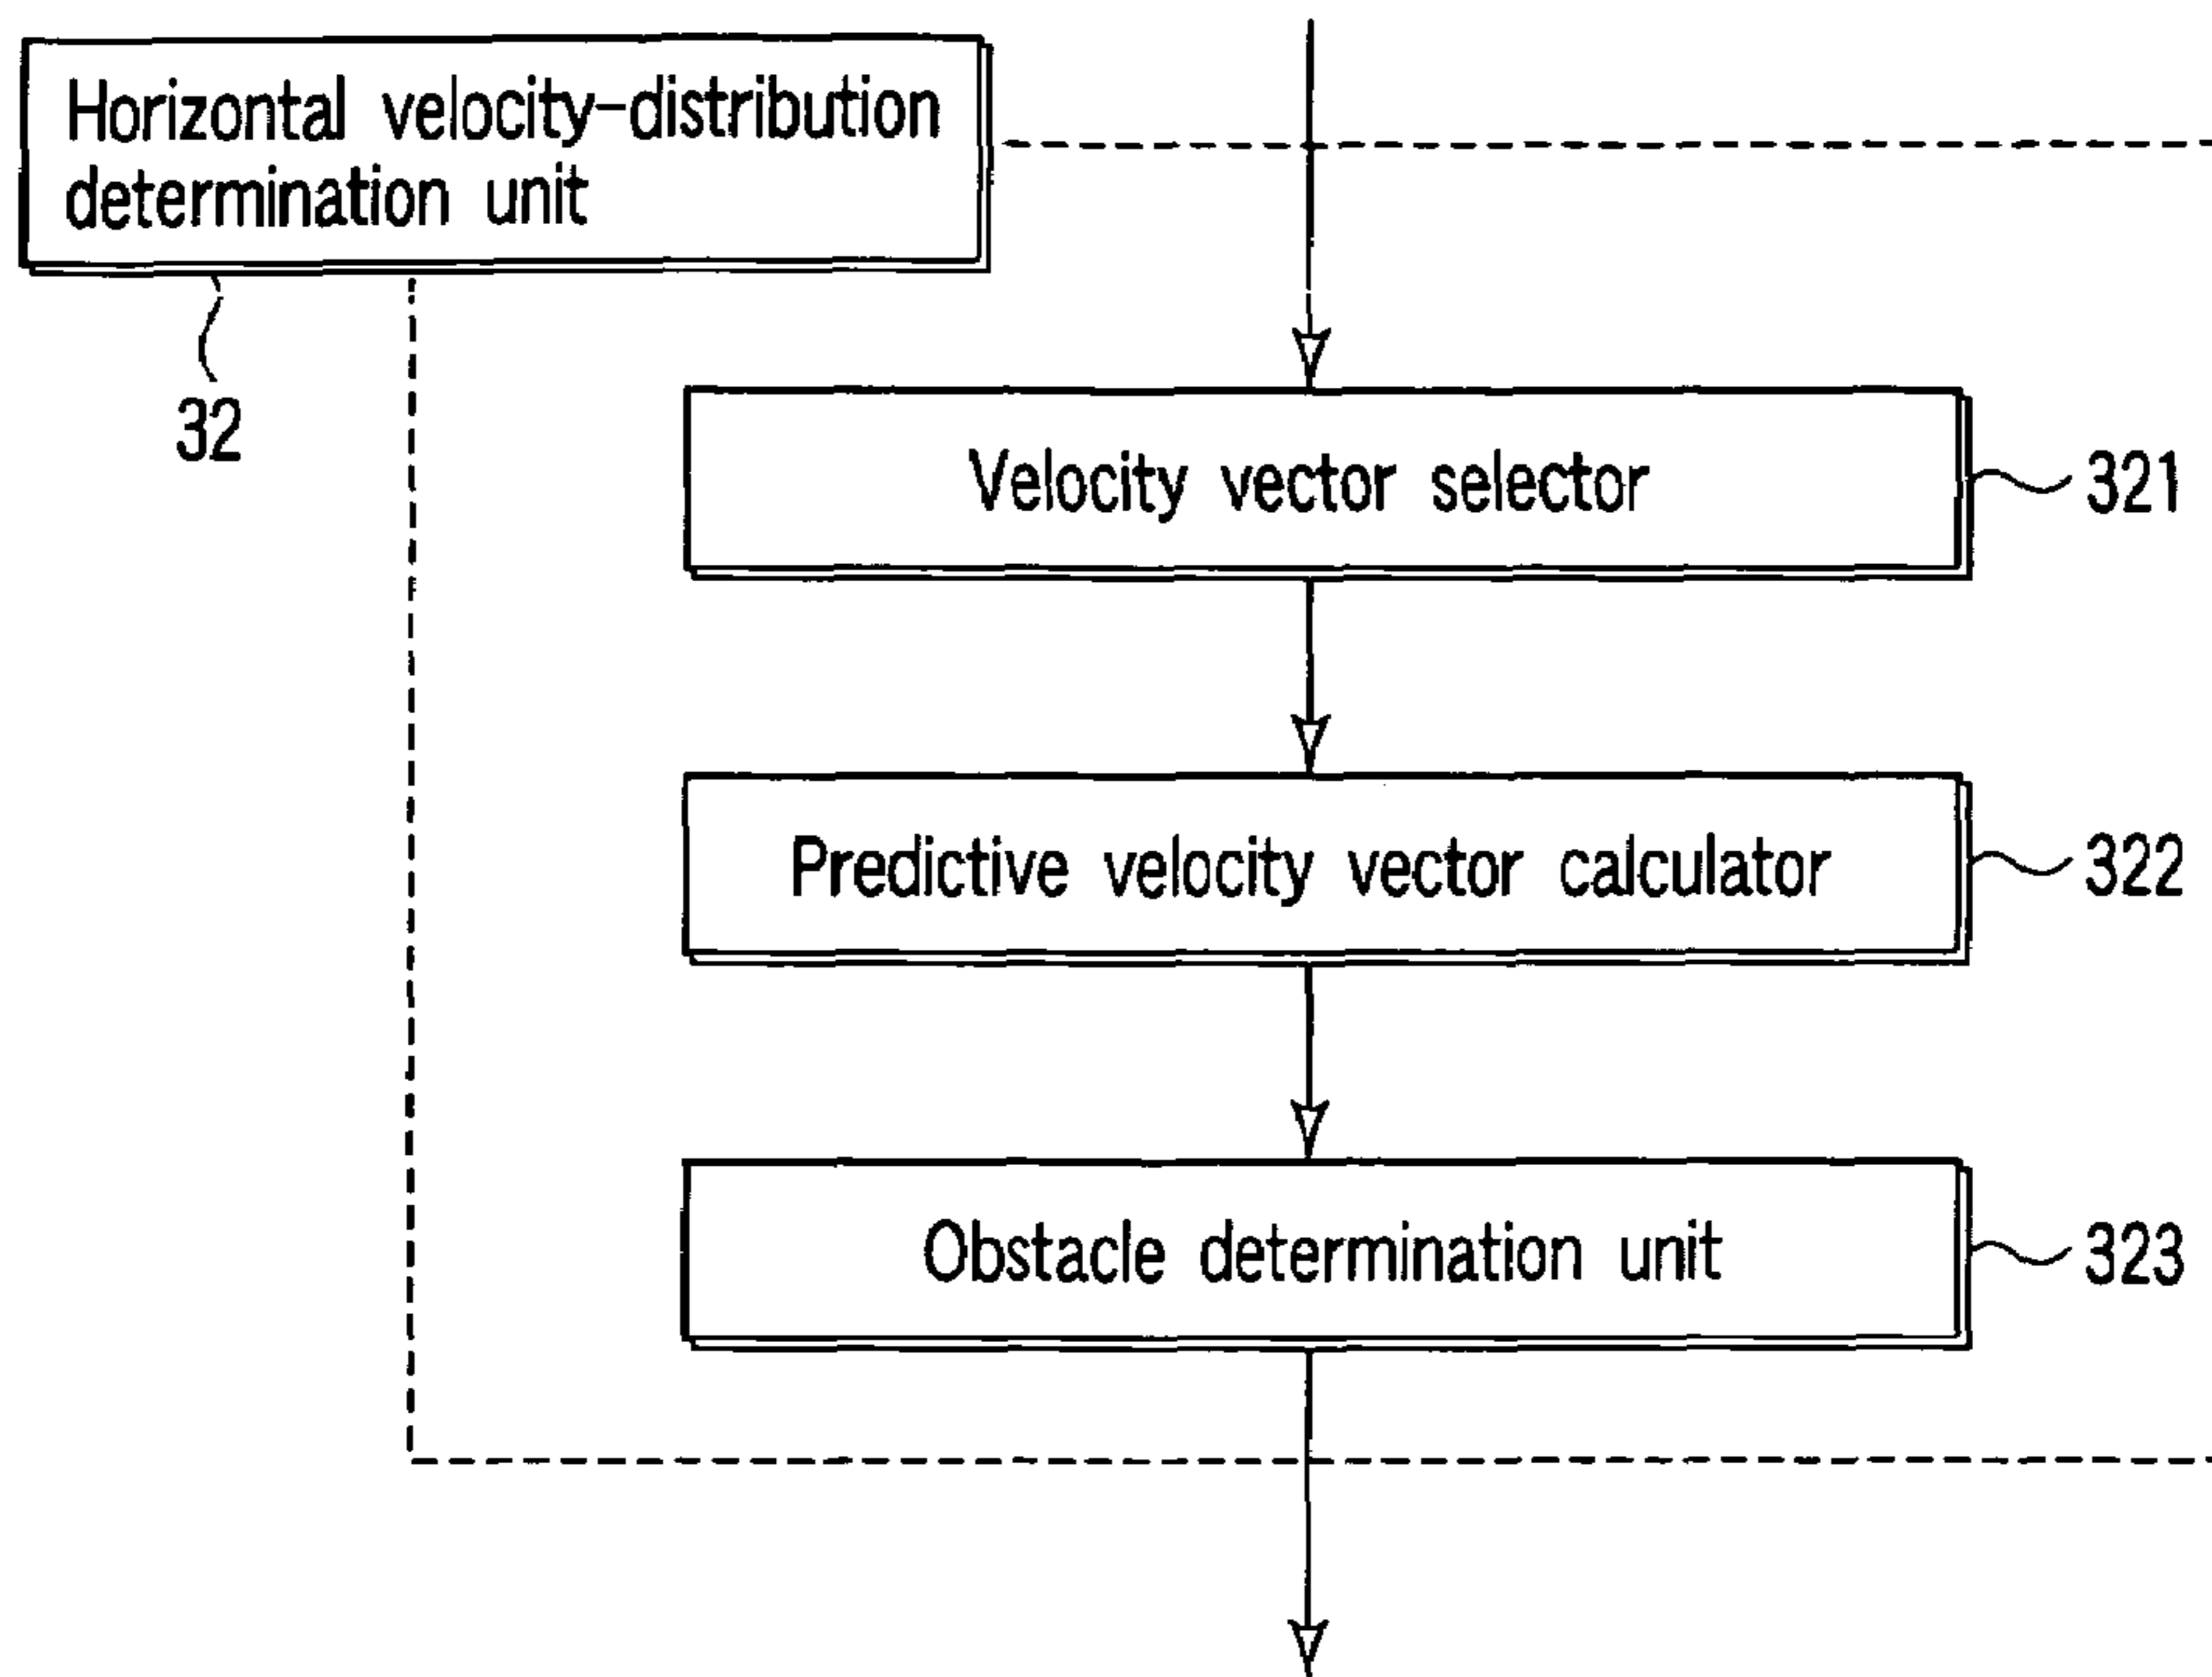 Horizontal velocity-distribution
determination unit
32
Velocity vector selector
321
Predictive velocity vector calculator
322
Obstacle determination unit
323